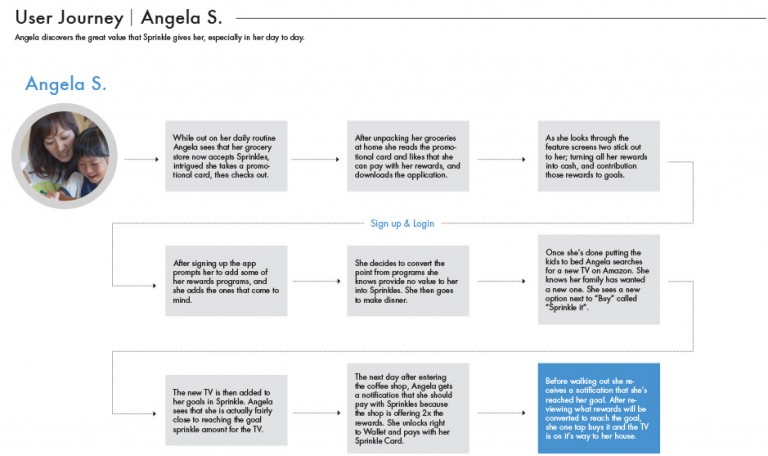 User Journey | Angela S.
Angela discovers the great value that Sprinkle gives her, especially in her day to day.
Angela S.
While out on her daily routine
Angela sees that her grocery
store now accepts Sprinkles,
intrigued she takes a promo-
tional card, then checks out.
After unpacking her groceries
at home she reads the promo-
tional card and likes that she
can pay with her rewards, and
downloads the application.
As she looks through the
feature screens two stick out
to her; turning all her rewards
into cash, and contribution
those rewards to goals.
Sign up & Login
After signing up the app
prompts her to add some of
her rewards programs, and
she adds the ones that come to
mind.
She decides to convert the
point from programs she
knows provide no value to her
into Sprinkles. She then goes
to make dinner.
Once she's done putting the
kids to bed Angela searches
for a new TV on Amazon. She
knows her family has wanted
a new one. She sees a new
option next to "Buy" called
"Sprinkle it".
The new TV is then added to
her goals in Sprinkle. Angela
sees that she is actually fairly
close to reaching the goal
sprinkle amount for the TV.
The next day after entering
the coffee shop, Angela gets
a notification that she should
pay with Sprinkles because
the shop is offering 2x the
rewards. She unlocks right
to Wallet and pays with her
Sprinkle Card.
Before walking out she re-
ceives a notification that she's
reached her goal. After re-
viewing what rewards will be
converted to reach the goal,
she one tap buys it and the TV
is on it's way to her house.